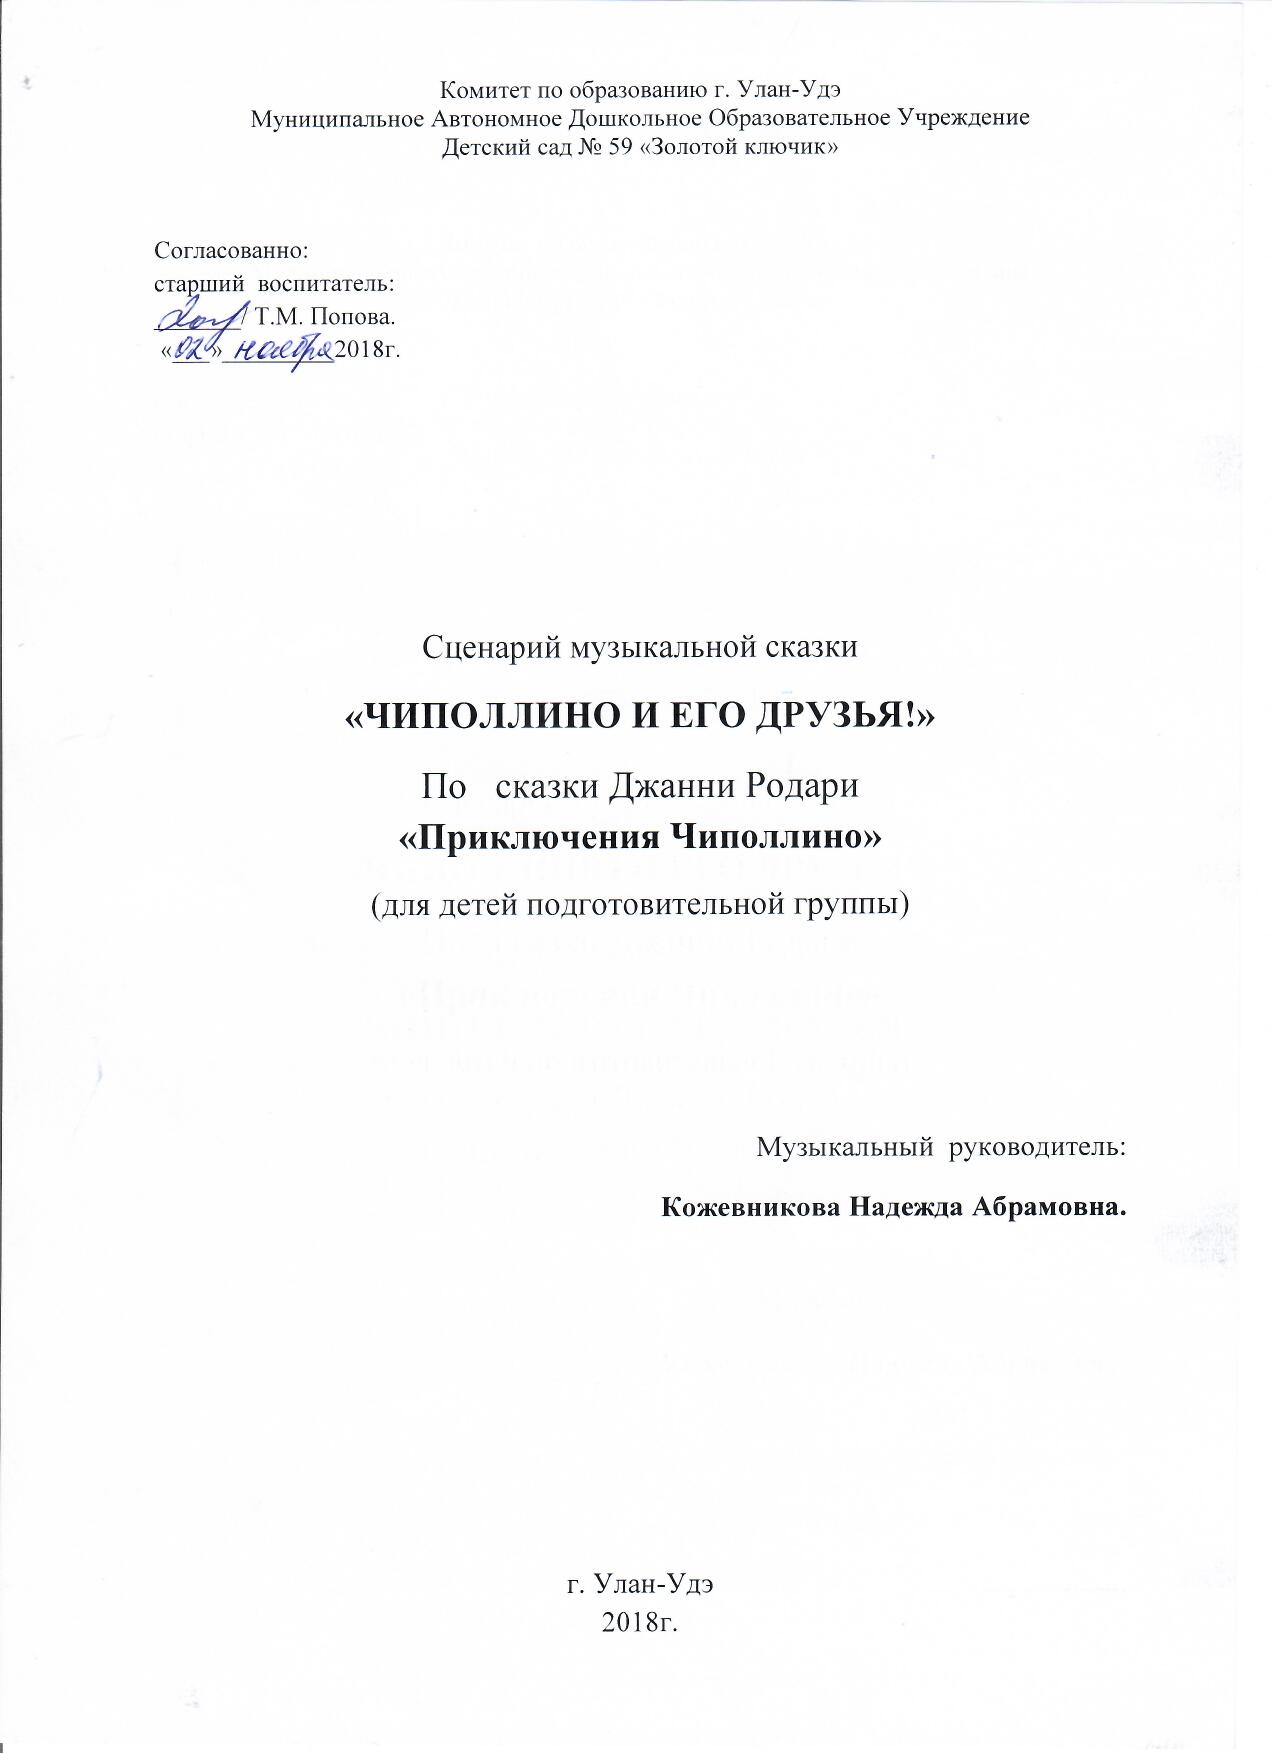 Комитет по образованию г. Улан-Удэ
Муниципальное Автономное Дошкольное Образовательное Учреждение
Детский сад № 59 «Золотой ключик»
Согласованно:
старший воспитатель:
/ Т.М. Попова.
«02» ноября 2018г.
Сценарий музыкальной сказки
«ЧИПОЛЛИНО И ЕГО ДРУЗЬЯ!»
По сказки Джанни Родари
«Приключения Чиполлино»
(для детей подготовительной группы)
Музыкальный руководитель:
Кожевникова Надежда Абрамовна.
г. Улан-Удэ
2018г.